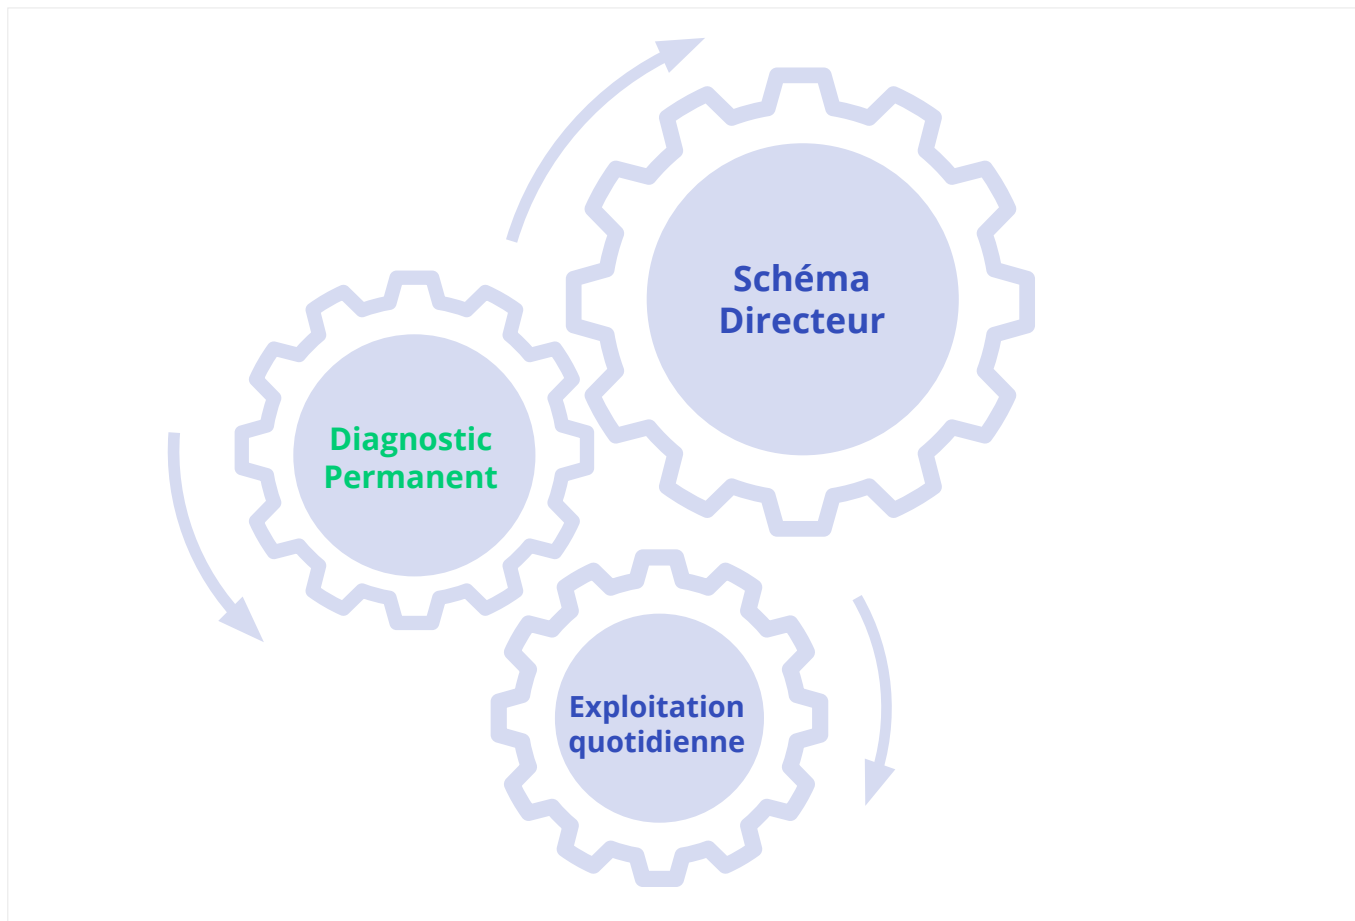 Schéma
Directeur
Diagnostic
Permanent
Exploitation
quotidienne